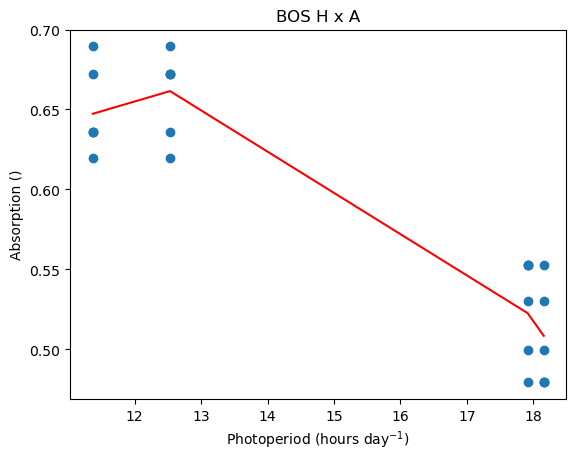 BOS H x A
0.70
0.65
0.60
0.55
0.50
Absorption ()
12 13 14 15 16 17 18
Photoperiod (hours day⁻¹)